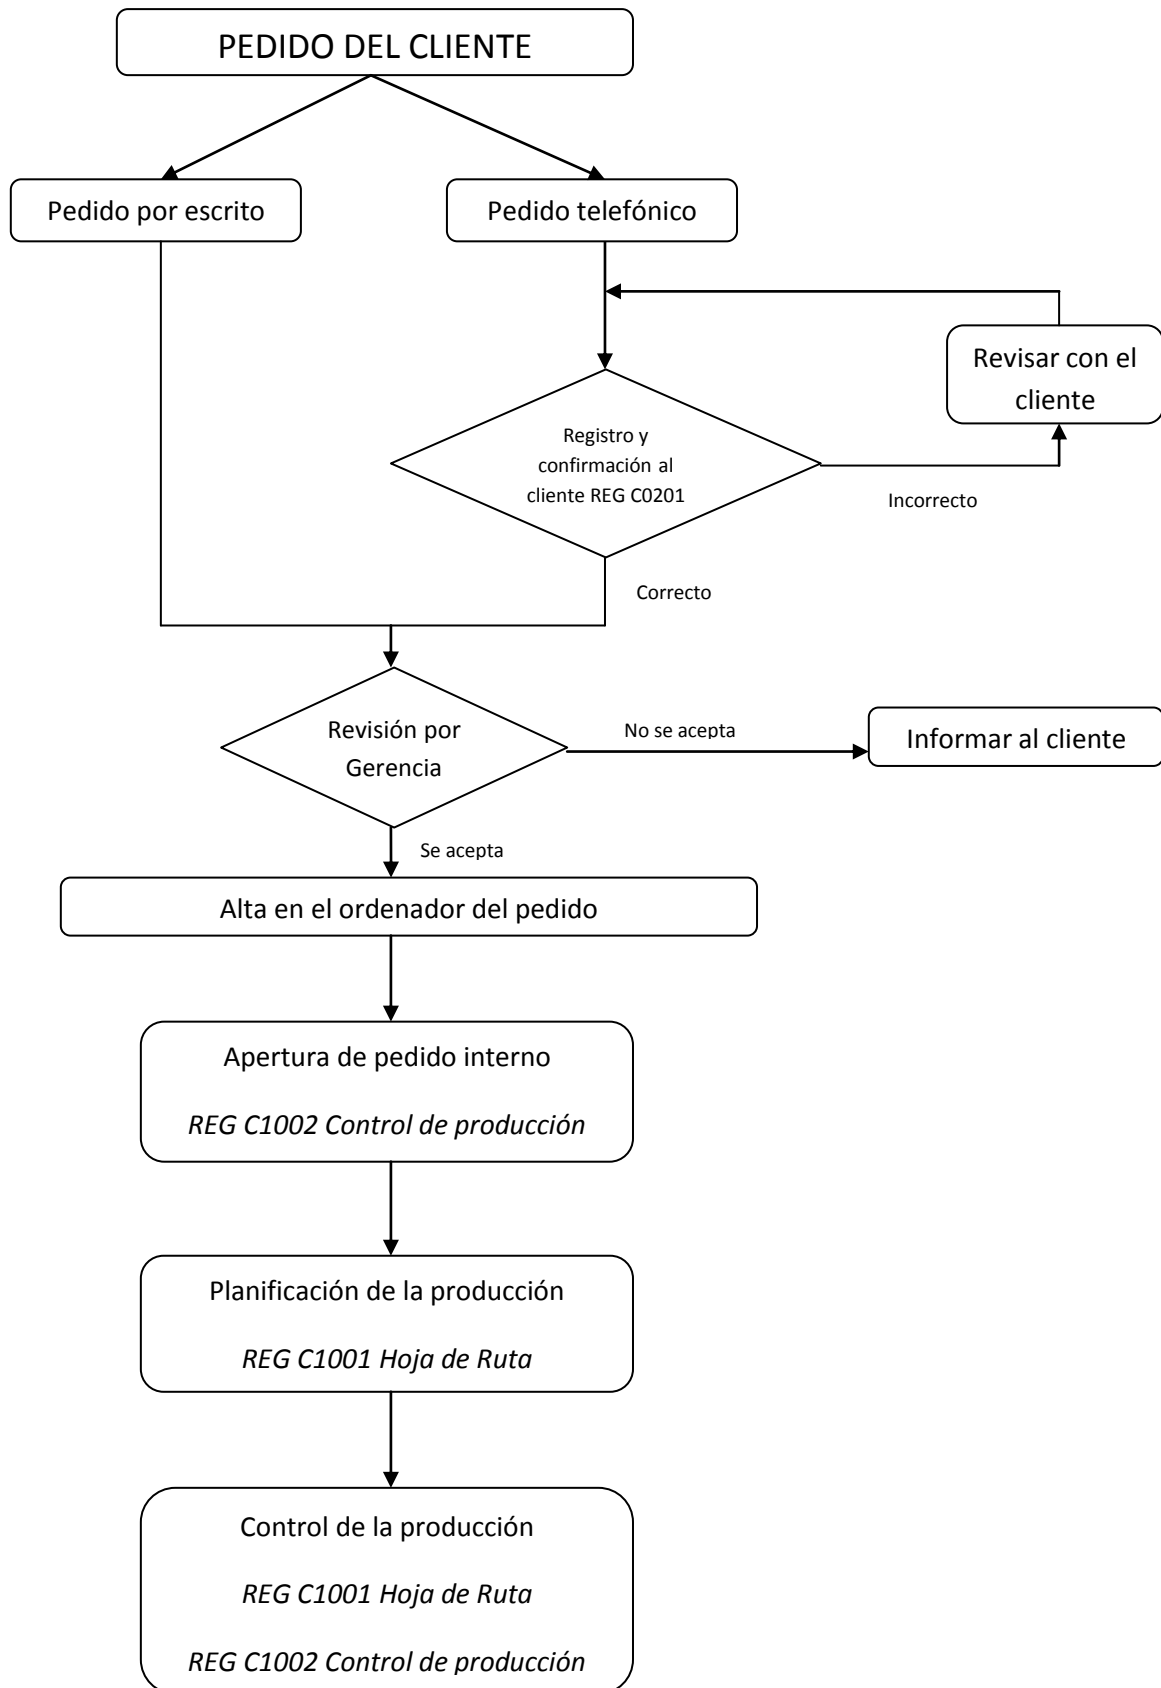 PEDIDO DEL CLIENTE
Pedido por escrito
Pedido telefónico
Revisar con el
cliente
Registro y
confirmación al
cliente REG C0201
Incorrecto
Correcto
Revisión por
Gerencia
No se acepta
Informar al cliente
Se acepta
Alta en el ordenador del pedido
Apertura de pedido interno
REG C1002 Control de producción
Planificación de la producción
REG C1001 Hoja de Ruta
Control de la producción
REG C1001 Hoja de Ruta
REG C1002 Control de producción